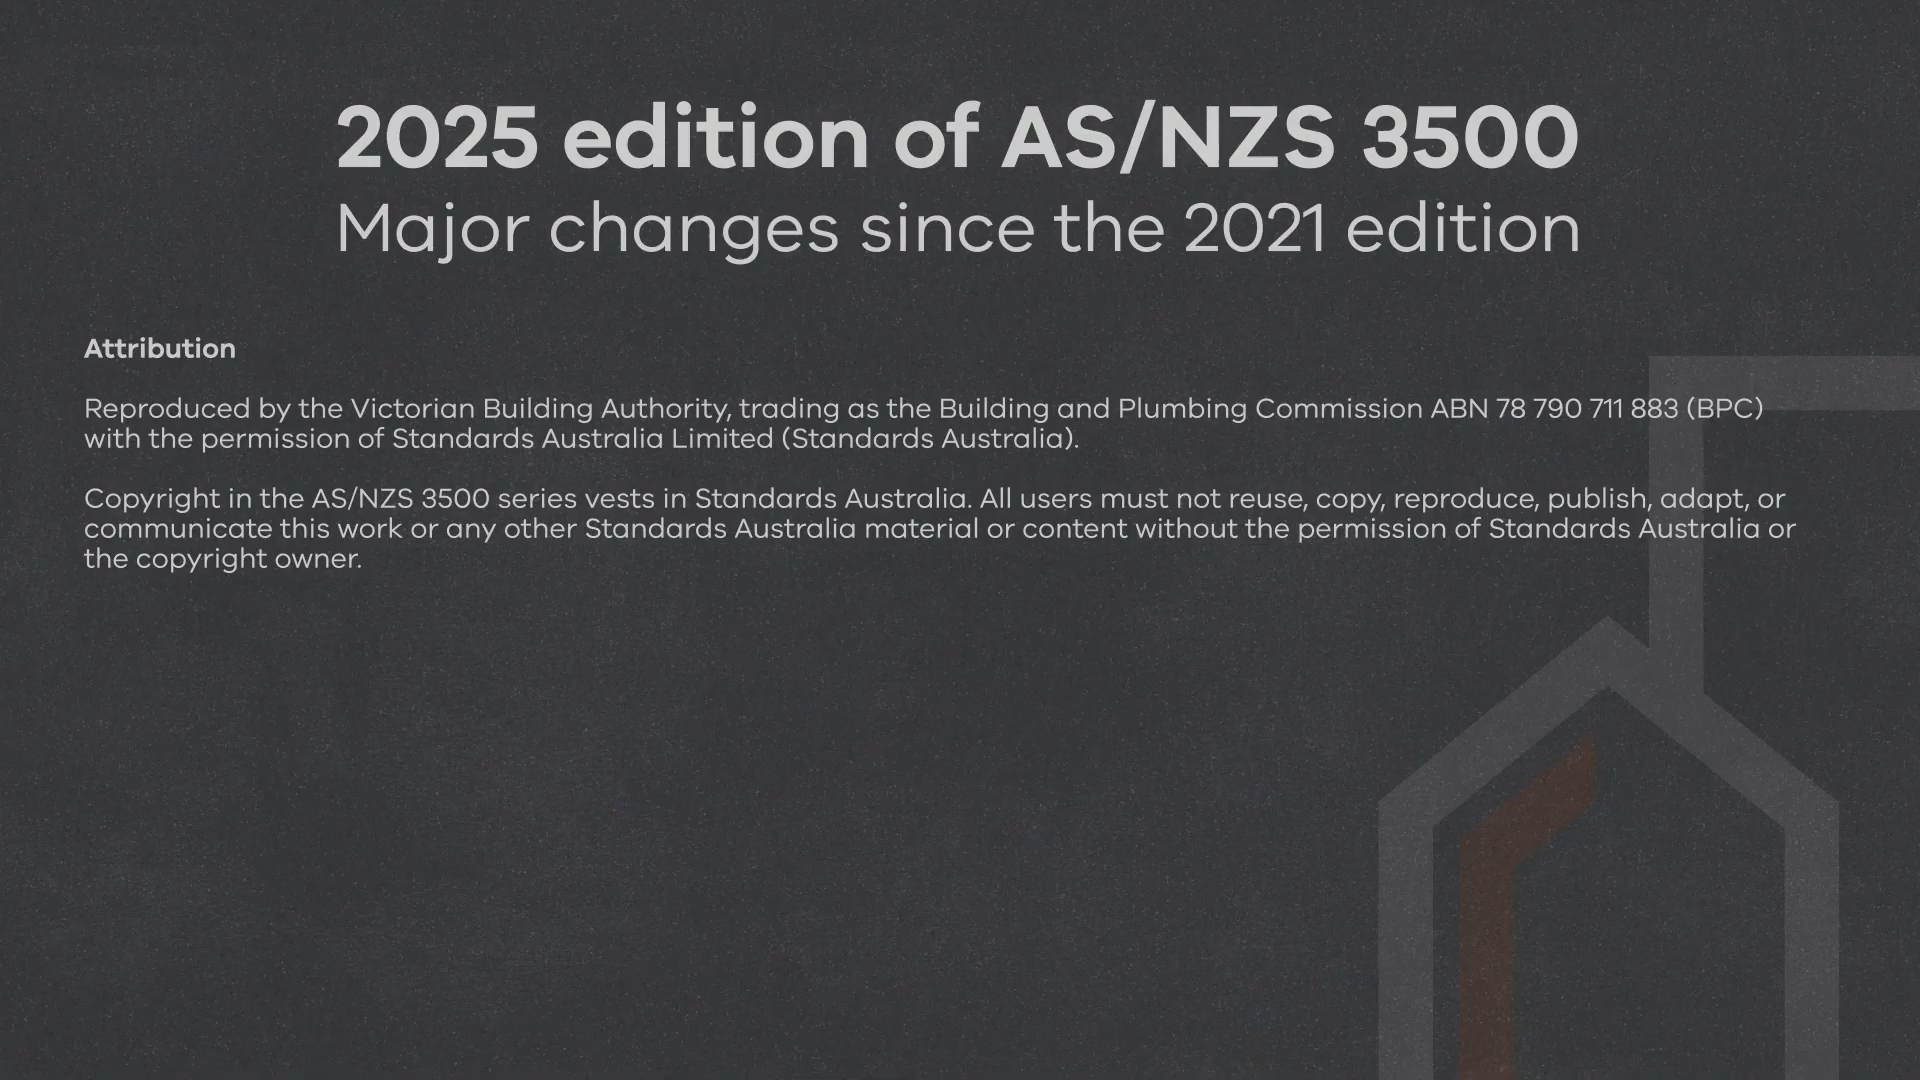 2025 edition of AS/NZS 3500
Major changes since the 2021 edition
Attribution
Reproduced by the Victorian Building Authority, trading as the Building and Plumbing Commission ABN 78 790 711 883 (BPC)
with the permission of Standards Australia Limited (Standards Australia).
Copyright in the AS/NZS 3500 series vests in Standards Australia. All users must not reuse, copy, reproduce, publish, adapt, or
communicate this work or any other Standards Australia material or content without the permission of Standards Australia or
the copyright owner.